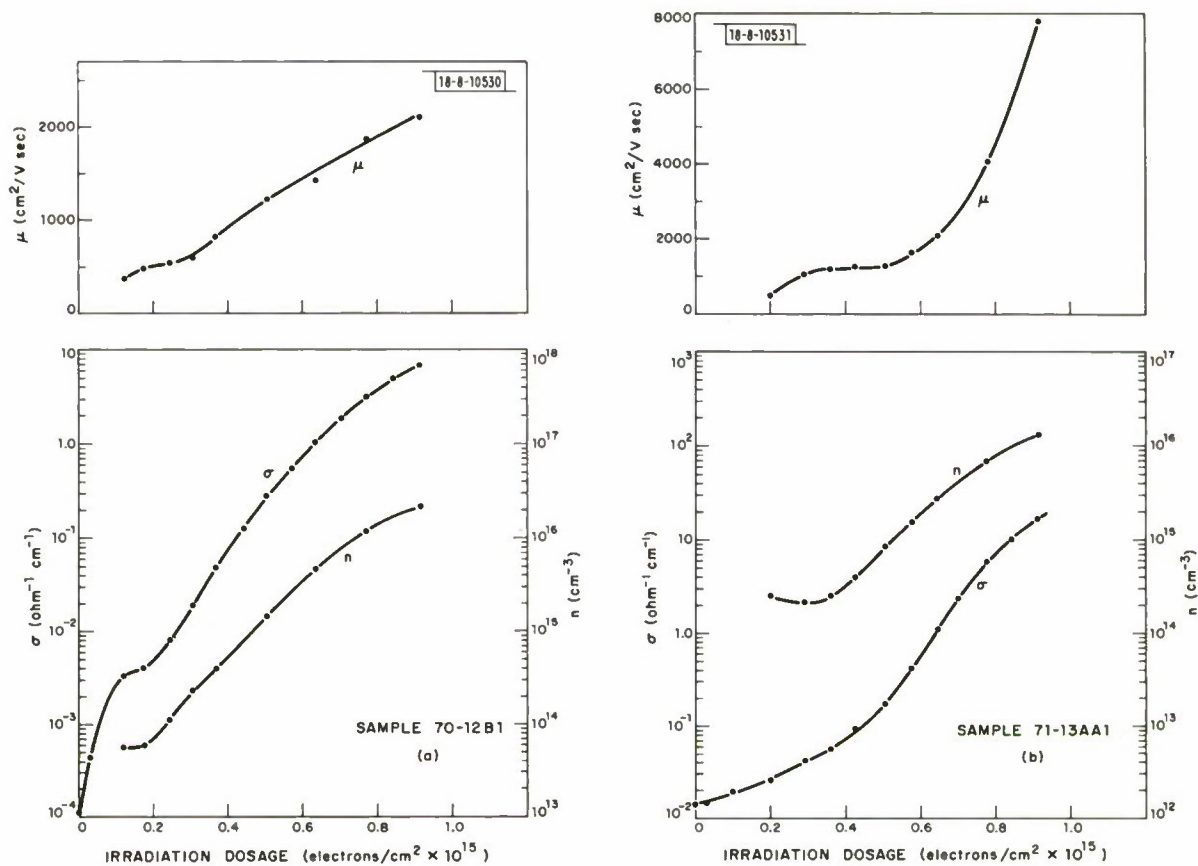 18-8-10530
μ (cm²/V sec)
2000
1000
0
μ
10
1.0
10⁻¹
10⁻²
10⁻³
10⁻⁴
σ (ohm⁻¹ cm⁻¹)
10¹⁸
10¹⁷
10¹⁶
10¹⁵
10¹⁴
10¹³
n (cm⁻³)
σ
n
SAMPLE 70-12B1
(a)
0 0.2 0.4 0.6 0.8 1.0
IRRADIATION DOSAGE (electrons/cm² × 10¹⁵)
18-8-10531
μ (cm²/V sec)
8000
6000
4000
2000
0
μ
10³
10²
10
1.0
10⁻¹
10⁻²
σ (ohm⁻¹ cm⁻¹)
10¹⁷
10¹⁶
10¹⁵
10¹⁴
10¹³
10¹²
n (cm⁻³)
n
σ
SAMPLE 71-13AA1
(b)
0 0.2 0.4 0.6 0.8 1.0
IRRADIATION DOSAGE (electrons/cm² × 10¹⁵)